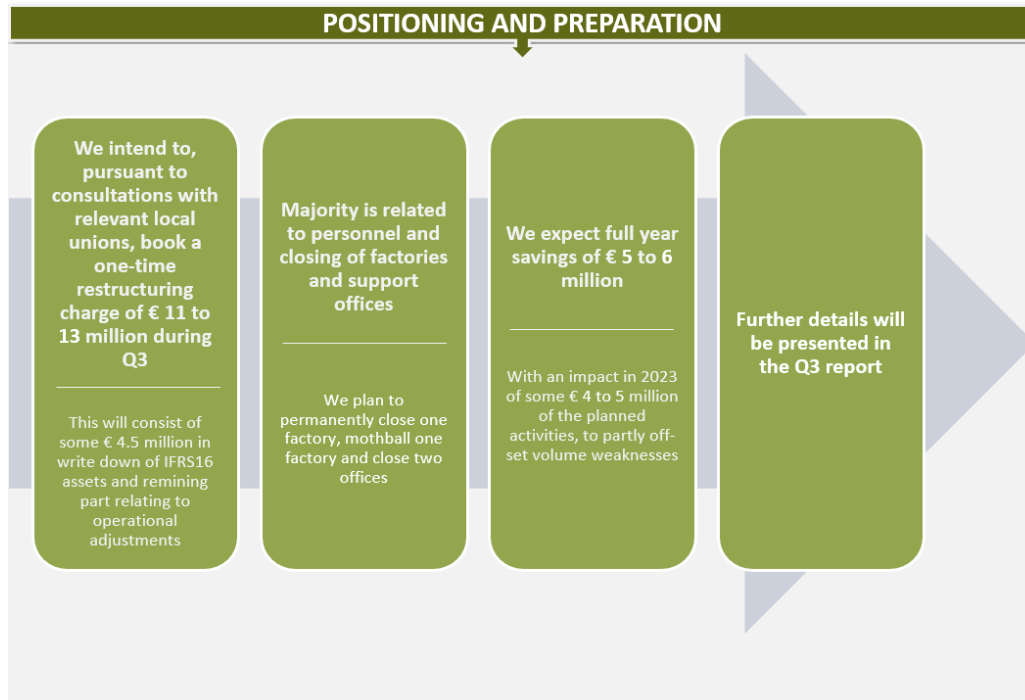 POSITIONING AND PREPARATION
We intend to,
pursuant to
consultations with
relevant local
unions, book a
one-time
restructuring
charge of € 11 to
13 million during
Q3
This will consist of
some € 4.5 million in
write down of IFRS16
assets and remining
part relating to
operational
adjustments
Majority is related
to personnel and
closing of factories
and support
offices
We plan to
permanently close one
factory, mothball one
factory and close two
offices
We expect full year
savings of € 5 to 6
million
With an impact in 2023
of some € 4 to 5 million
of the planned
activities, to partly off-
set volume weaknesses
Further details will
be presented in
the Q3 report